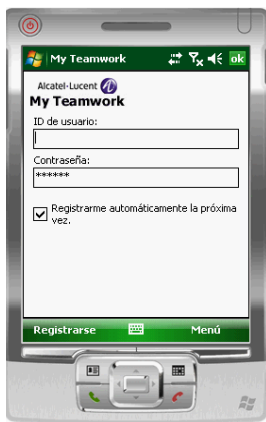 My Teamwork
ok
Alcatel-Lucent
My Teamwork
ID de usuario:
Contraseña:
******
Registrarme automáticamente la próxima
vez.
Registrarse Menú